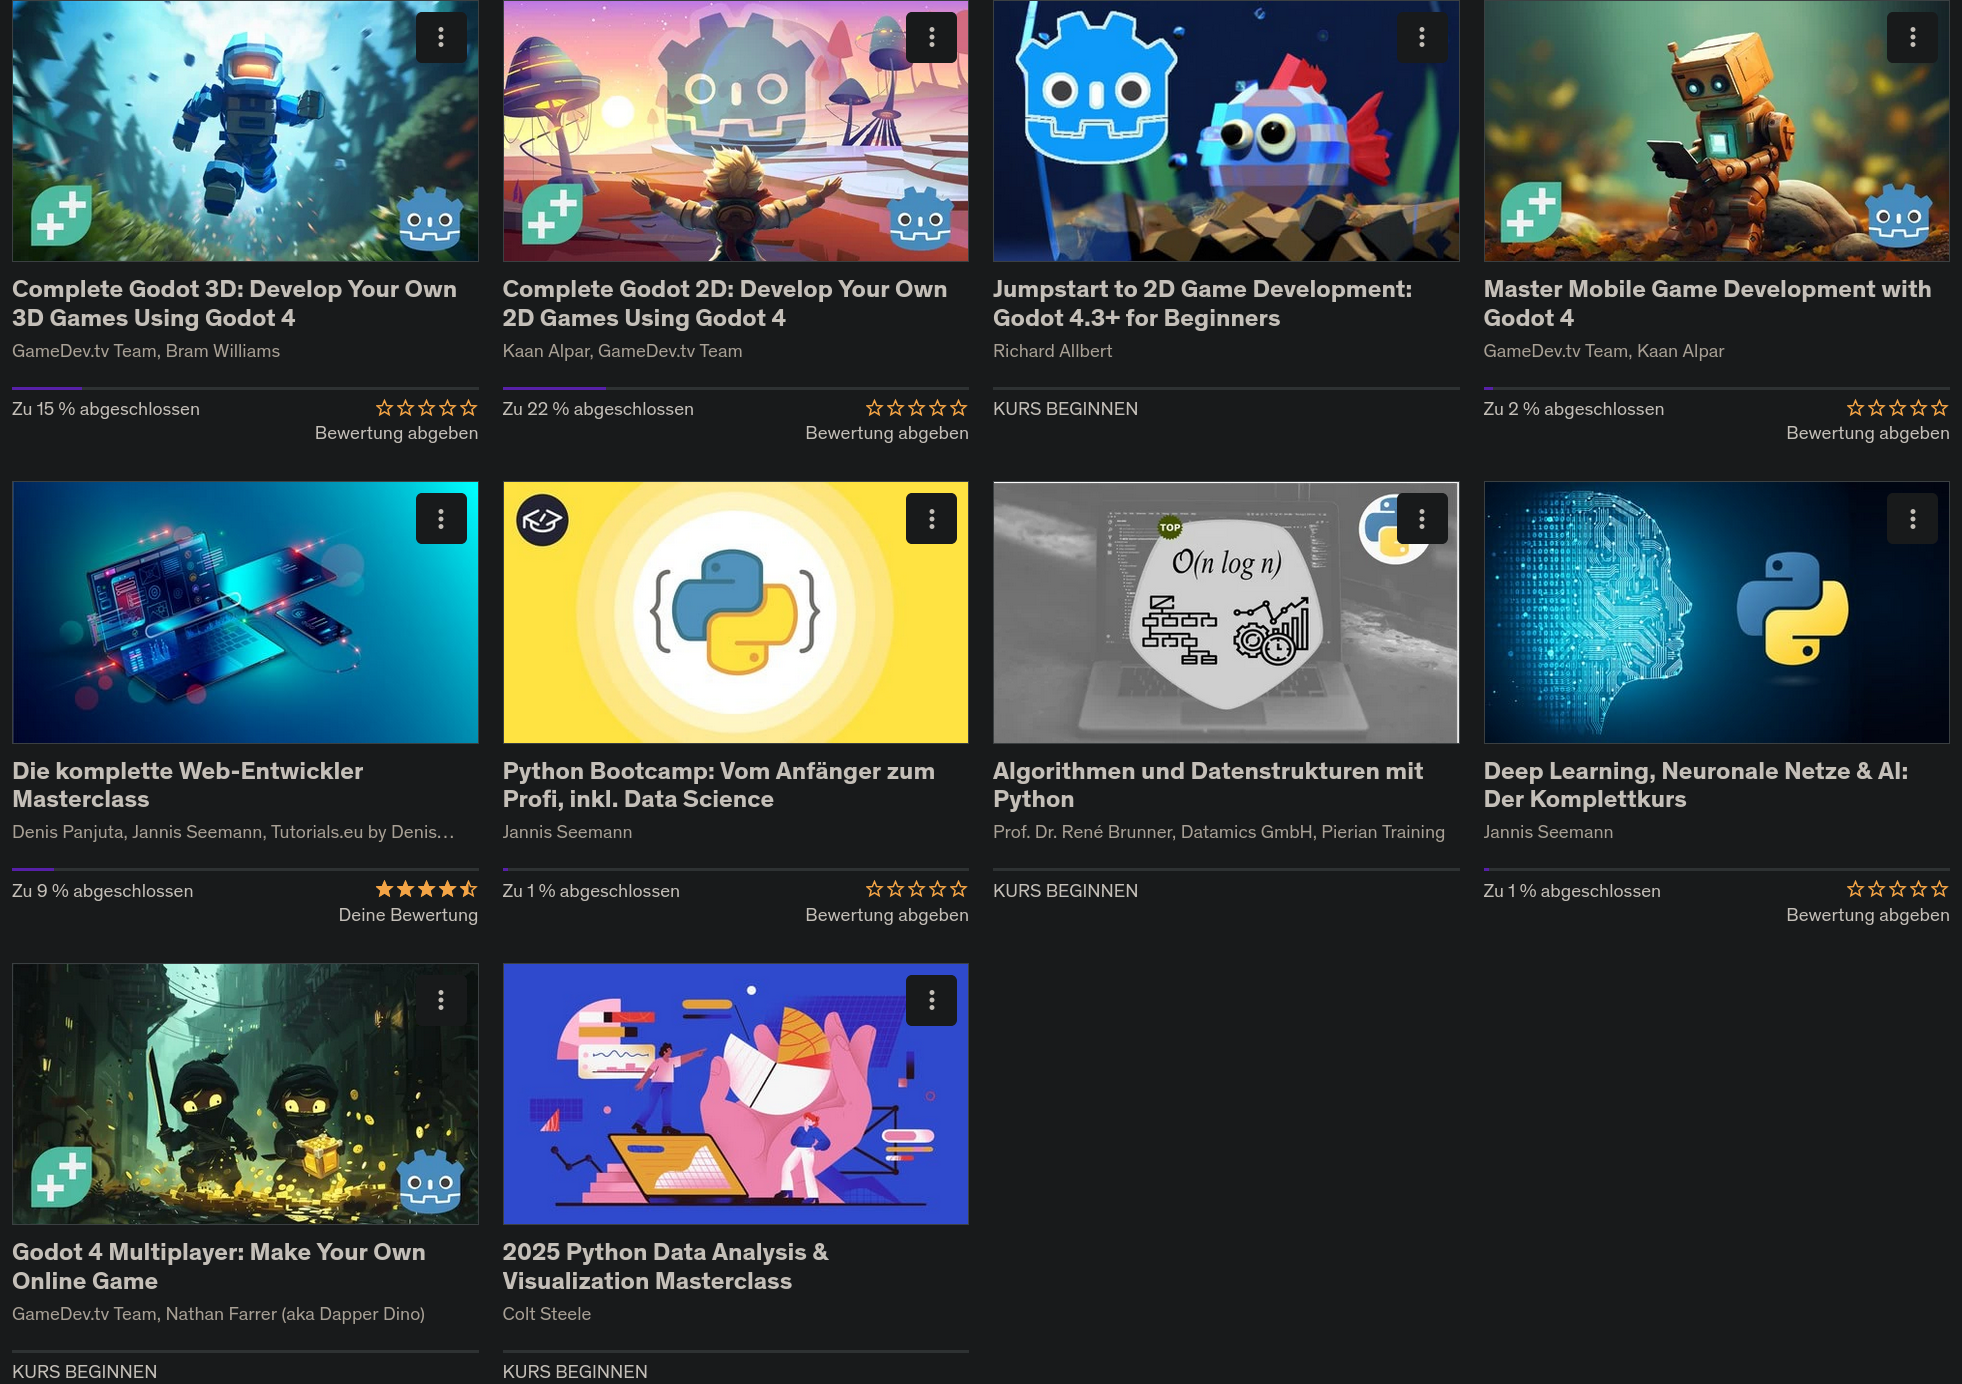 Complete Godot 3D: Develop Your Own
3D Games Using Godot 4
GameDev.tv Team, Bram Williams
Zu 15 % abgeschlossen
Bewertung abgeben
Complete Godot 2D: Develop Your Own
2D Games Using Godot 4
Kaan Alpar, GameDev.tv Team
Zu 22 % abgeschlossen
Bewertung abgeben
Jumpstart to 2D Game Development:
Godot 4.3+ for Beginners
Richard Allbert
KURS BEGINNEN
Master Mobile Game Development with
Godot 4
GameDev.tv Team, Kaan Alpar
Zu 2 % abgeschlossen
Bewertung abgeben
Die komplette Web-Entwickler
Masterclass
Denis Panjuta, Jannis Seemann, Tutorials.eu by Denis…
Zu 9 % abgeschlossen
Deine Bewertung
Python Bootcamp: Vom Anfänger zum
Profi, inkl. Data Science
Jannis Seemann
Zu 1 % abgeschlossen
Bewertung abgeben
TOP
O(n log n)
Algorithmen und Datenstrukturen mit
Python
Prof. Dr. René Brunner, Datamics GmbH, Pierian Training
KURS BEGINNEN
Deep Learning, Neuronale Netze & AI:
Der Komplettkurs
Jannis Seemann
Zu 1 % abgeschlossen
Bewertung abgeben
Godot 4 Multiplayer: Make Your Own
Online Game
GameDev.tv Team, Nathan Farrer (aka Dapper Dino)
KURS BEGINNEN
2025 Python Data Analysis &
Visualization Masterclass
Colt Steele
KURS BEGINNEN